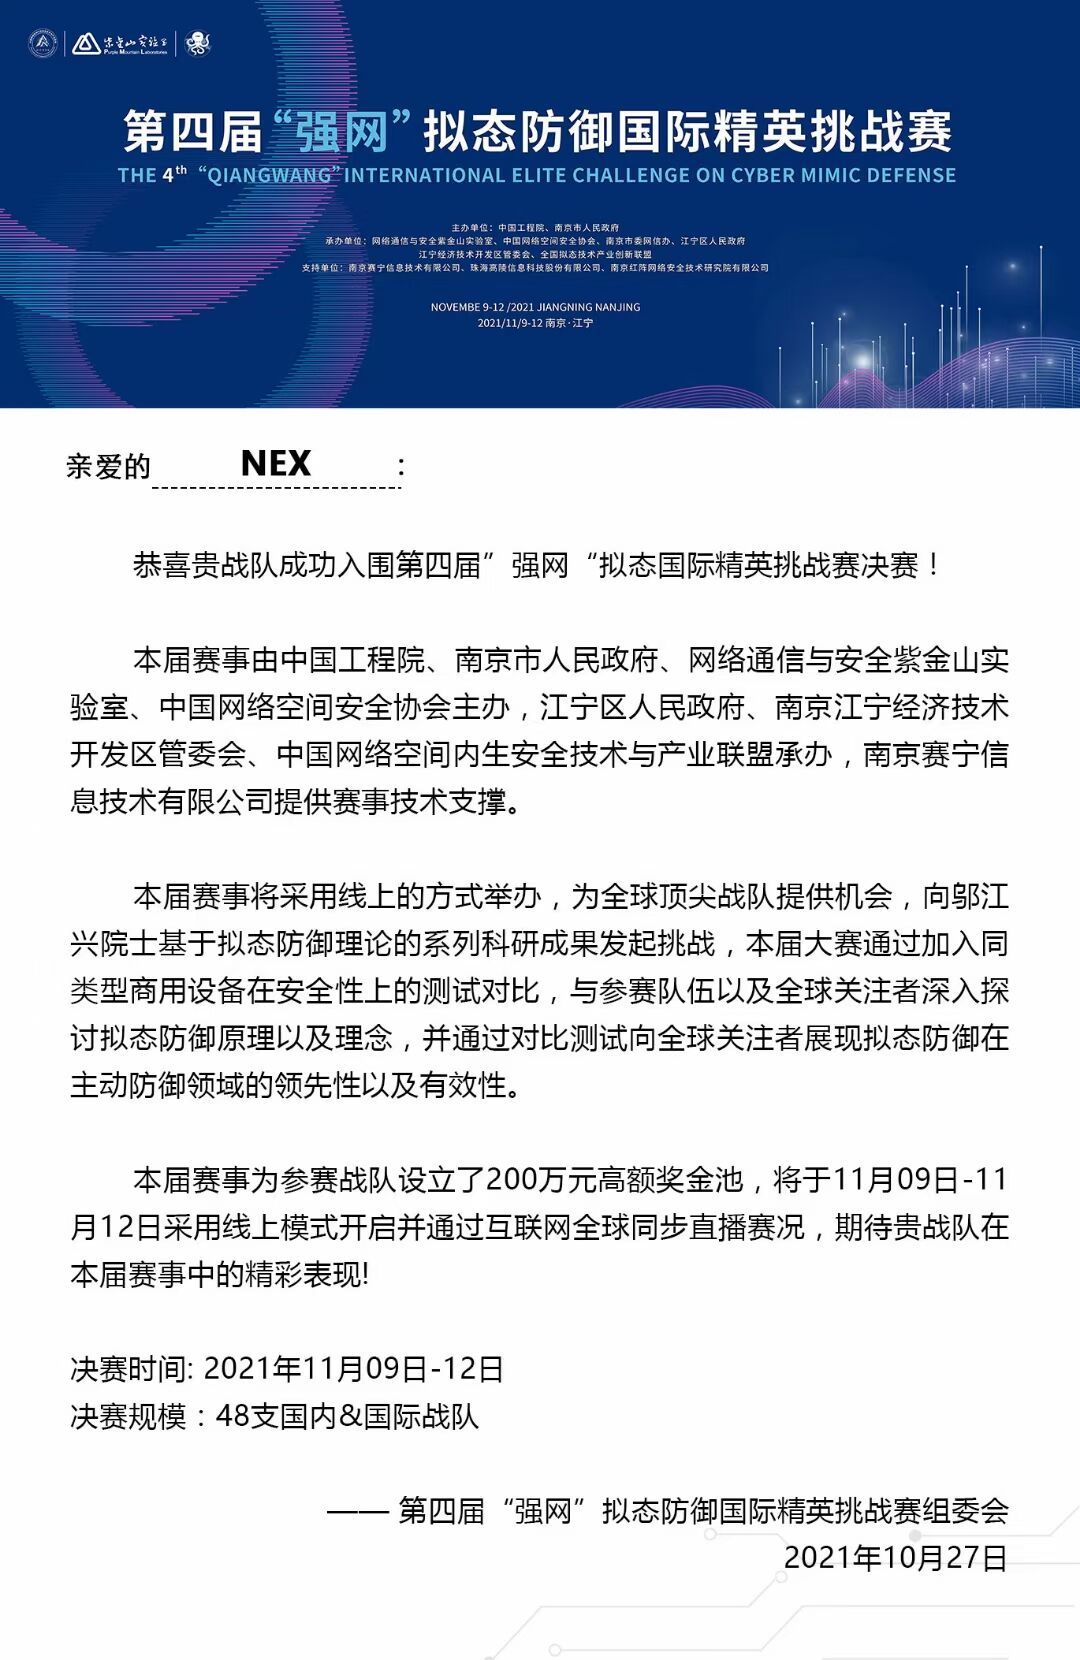 紫金山实验室
Purple Mountain Laboratories
第四届“强网”拟态防御国际精英挑战赛
THE 4th “QIANGWANG”INTERNATIONAL ELITE CHALLENGE ON CYBER MIMIC DEFENSE
主办单位：中国工程院、南京市人民政府
承办单位：网络通信与安全紫金山实验室、中国网络空间安全协会、南京市委网信办、江宁区人民政府
江宁经济技术开发区管委会、全国拟态技术产业创新联盟
支持单位：南京赛宁信息技术有限公司、珠海高凌信息科技股份有限公司、南京红阵网络安全技术研究院有限公司
NOVEMBE 9-12 /2021 JIANGNING NANJING
2021/11/9-12 南京·江宁
亲爱的 NEX ：
恭喜贵战队成功入围第四届”强网“拟态国际精英挑战赛决赛！
本届赛事由中国工程院、南京市人民政府、网络通信与安全紫金山实
验室、中国网络空间安全协会主办，江宁区人民政府、南京江宁经济技术
开发区管委会、中国网络空间内生安全技术与产业联盟承办，南京赛宁信
息技术有限公司提供赛事技术支撑。
本届赛事将采用线上的方式举办，为全球顶尖战队提供机会，向邬江
兴院士基于拟态防御理论的系列科研成果发起挑战，本届大赛通过加入同
类型商用设备在安全性上的测试对比，与参赛队伍以及全球关注者深入探
讨拟态防御原理以及理念，并通过对比测试向全球关注者展现拟态防御在
主动防御领域的领先性以及有效性。
本届赛事为参赛战队设立了200万元高额奖金池，将于11月09日-11
月12日采用线上模式开启并通过互联网全球同步直播赛况，期待贵战队在
本届赛事中的精彩表现!
决赛时间: 2021年11月09日-12日
决赛规模：48支国内&国际战队
—— 第四届“强网”拟态防御国际精英挑战赛组委会
2021年10月27日